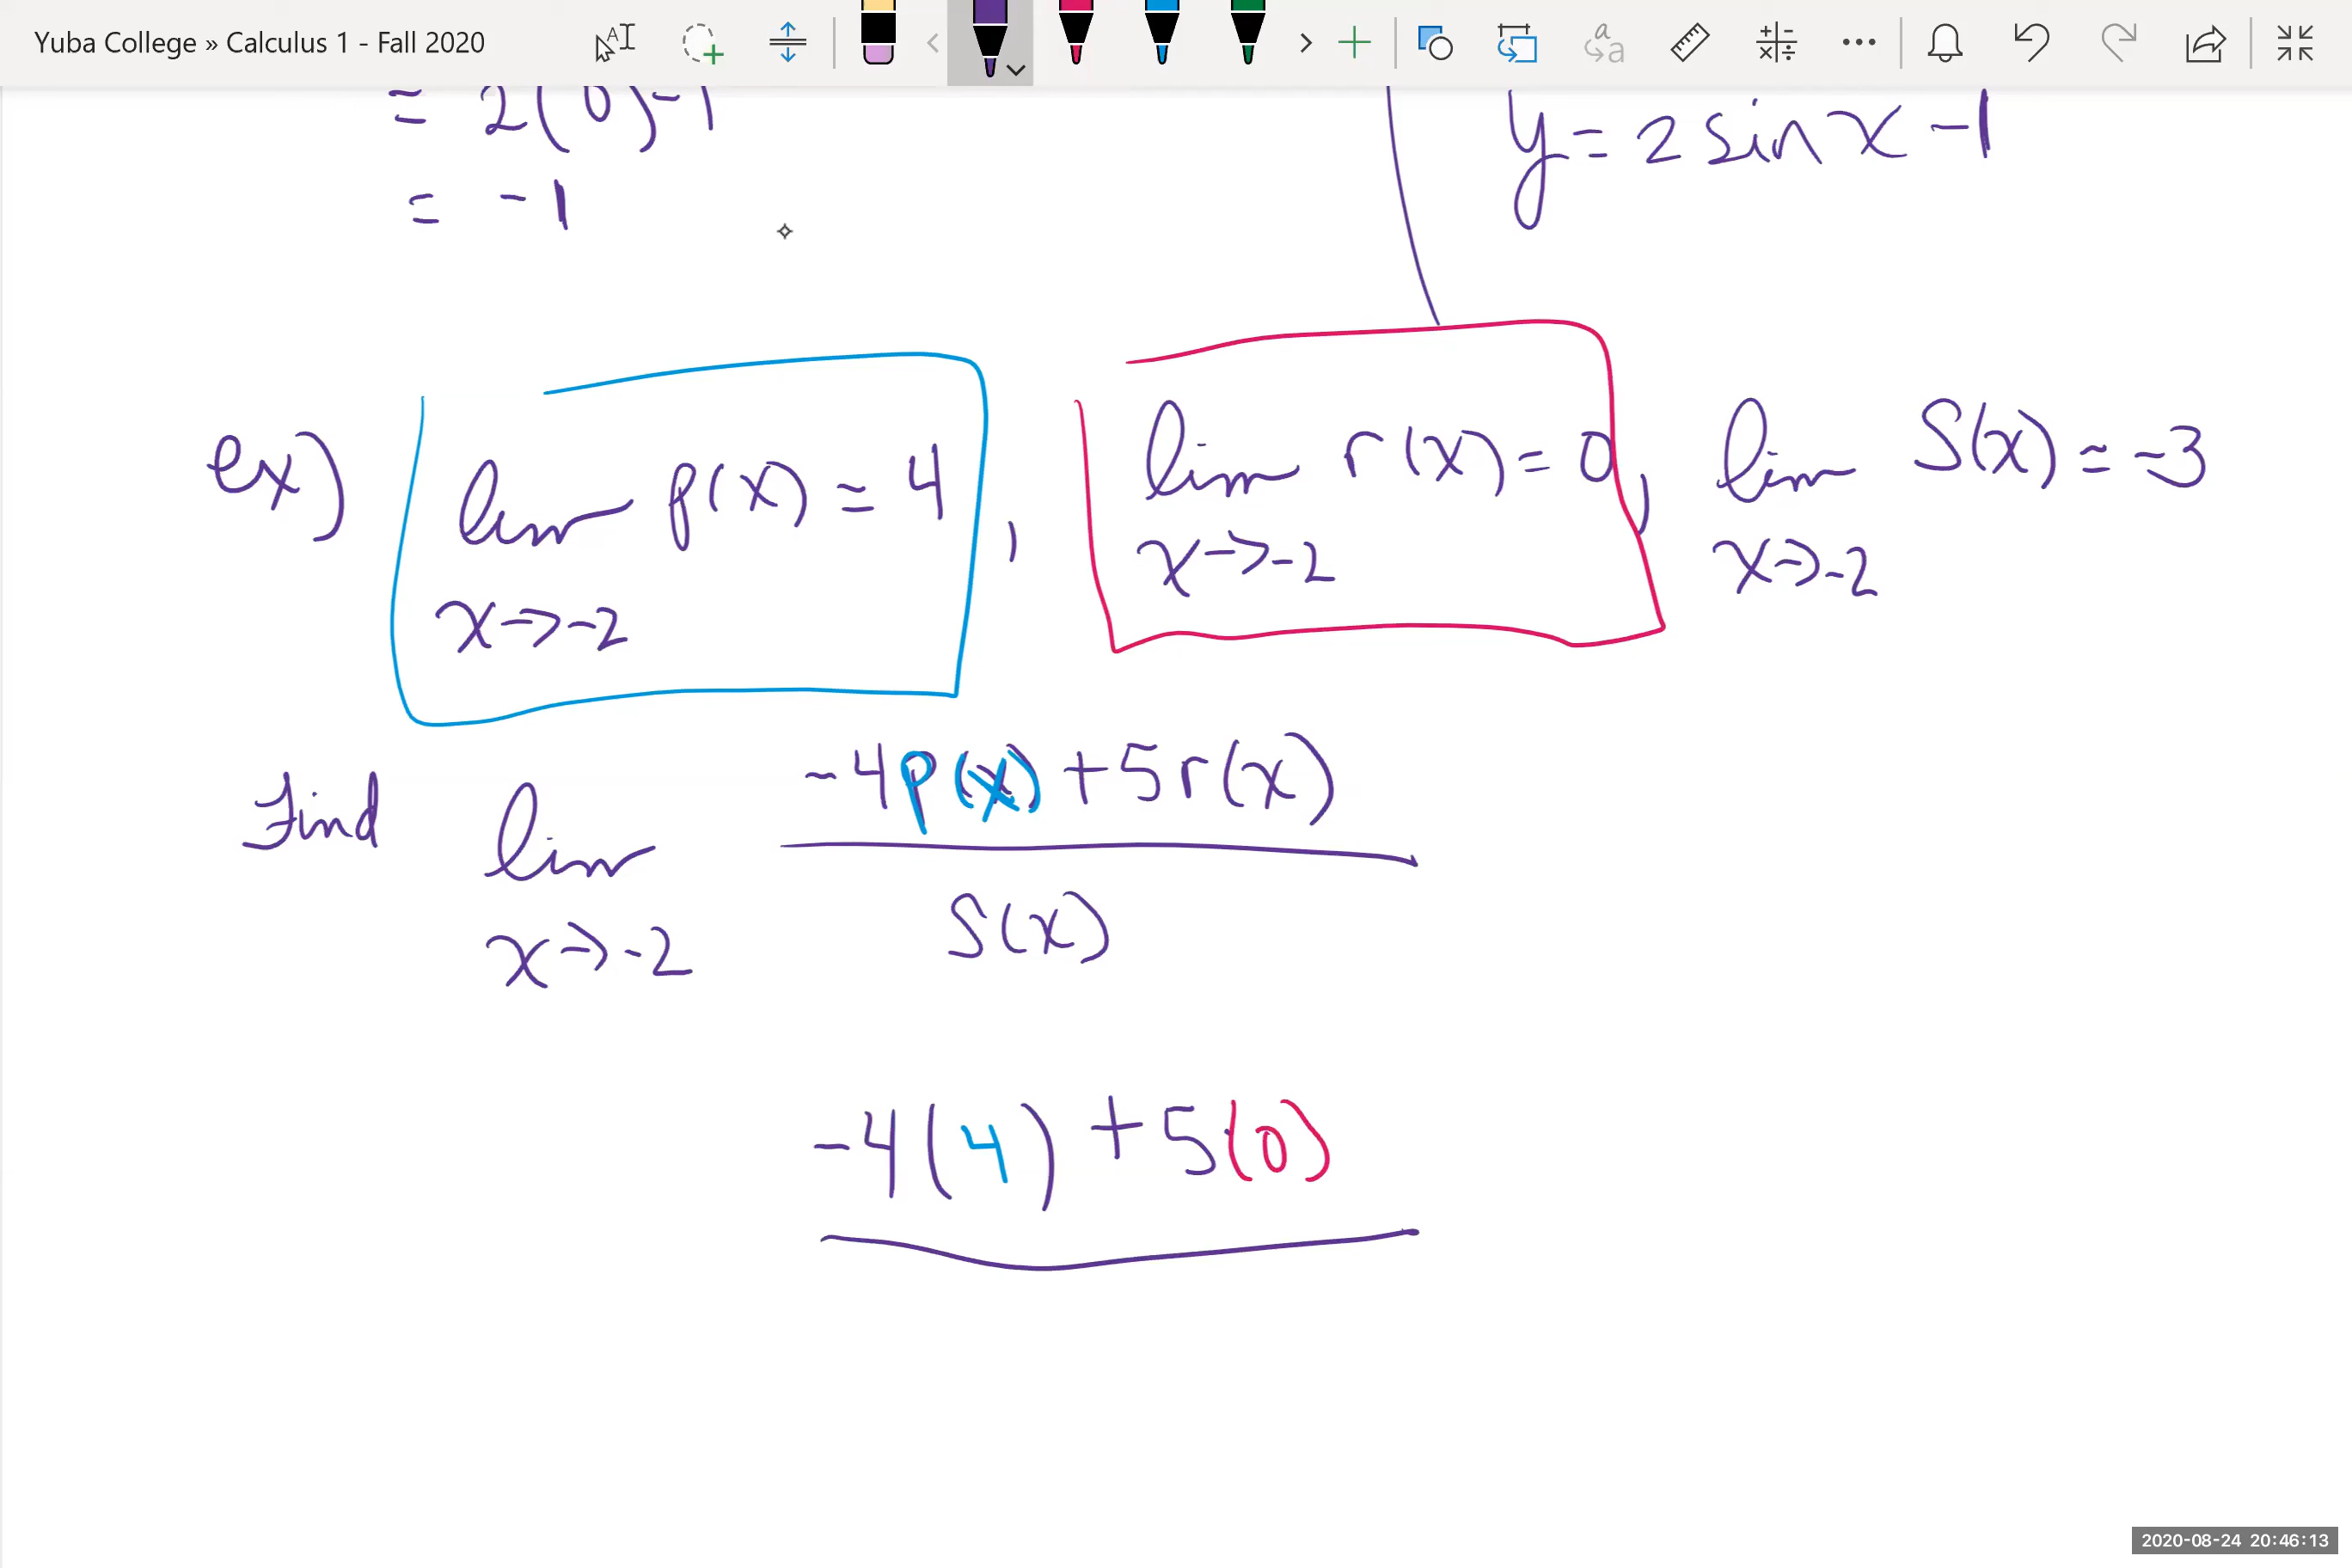 Yuba College » Calculus 1 - Fall 2020
= 2(0)-1
= -1
y = 2 sin x - 1
ex) lim p(x) = 4 , lim r(x) = 0 , lim S(x) = -3
x→-2 x→-2 x→-2
Find lim -4p(x) + 5r(x)
x→-2 S(x)
-4(4) + 5(0)
2020-08-24 20:46:13